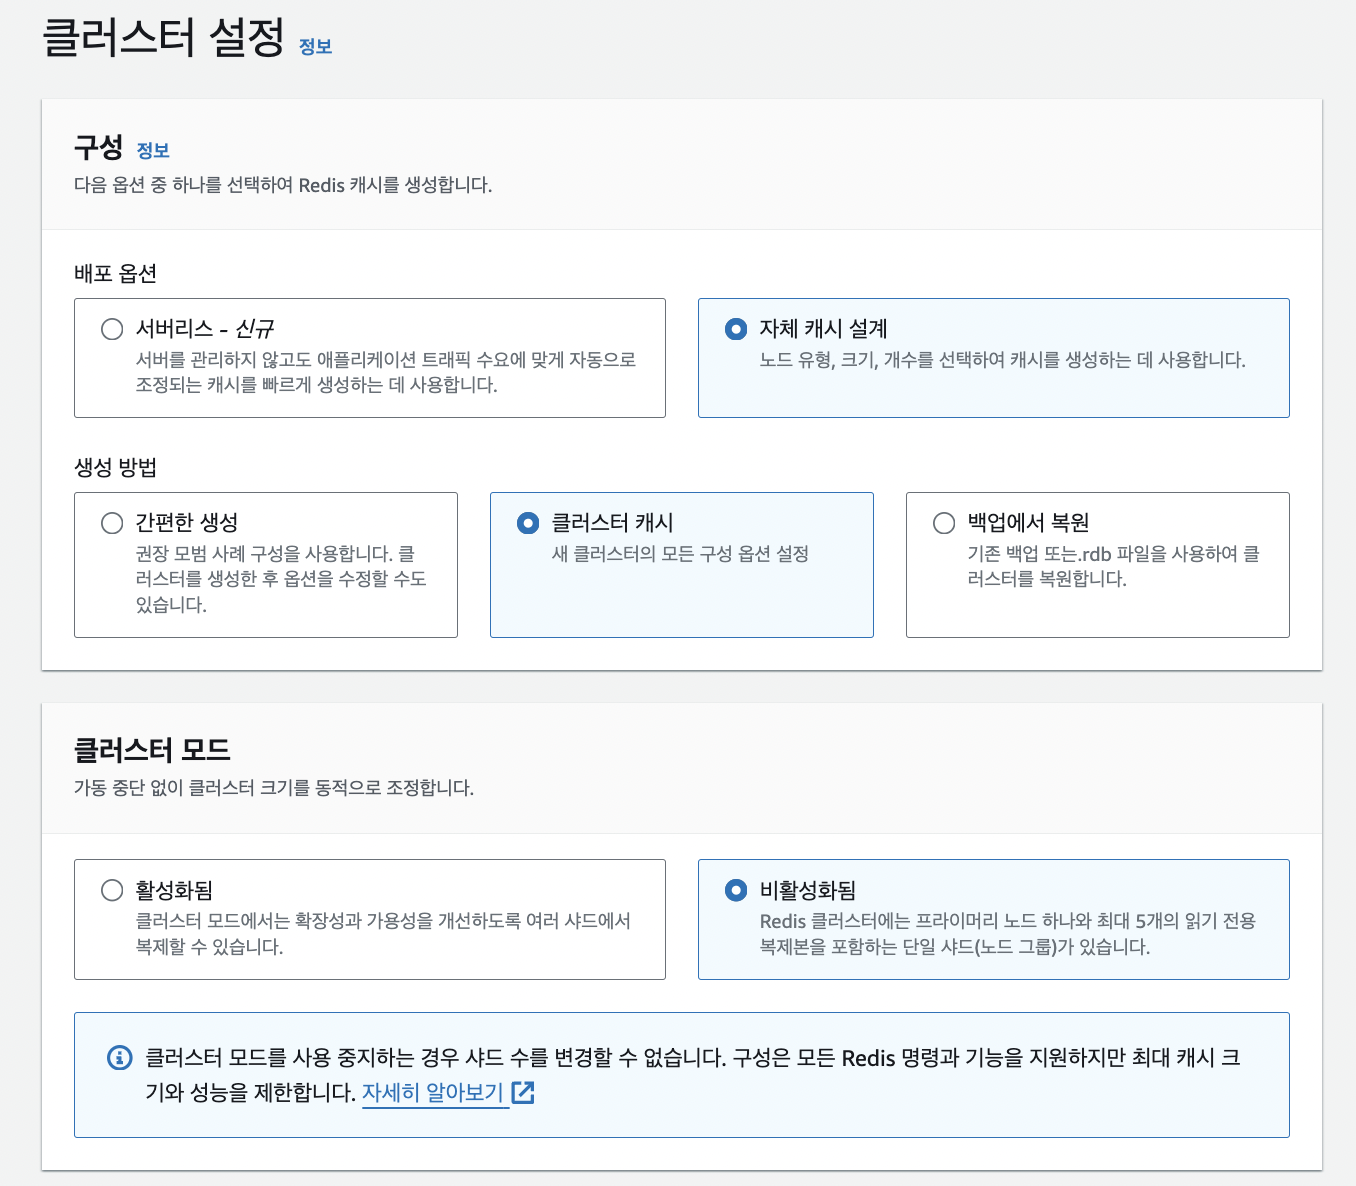 클러스터 설정 정보
구성 정보
다음 옵션 중 하나를 선택하여 Redis 캐시를 생성합니다.
배포 옵션
서버리스 - 신규
서버를 관리하지 않고도 애플리케이션 트래픽 수요에 맞게 자동으로
조정되는 캐시를 빠르게 생성하는 데 사용합니다.
자체 캐시 설계
노드 유형, 크기, 개수를 선택하여 캐시를 생성하는 데 사용합니다.
생성 방법
간편한 생성
권장 모범 사례 구성을 사용합니다. 클
러스터를 생성한 후 옵션을 수정할 수도
있습니다.
클러스터 캐시
새 클러스터의 모든 구성 옵션 설정
백업에서 복원
기존 백업 또는.rdb 파일을 사용하여 클
러스터를 복원합니다.
클러스터 모드
가동 중단 없이 클러스터 크기를 동적으로 조정합니다.
활성화됨
클러스터 모드에서는 확장성과 가용성을 개선하도록 여러 샤드에서
복제할 수 있습니다.
비활성화됨
Redis 클러스터에는 프라이머리 노드 하나와 최대 5개의 읽기 전용
복제본을 포함하는 단일 샤드(노드 그룹)가 있습니다.
클러스터 모드를 사용 중지하는 경우 샤드 수를 변경할 수 없습니다. 구성은 모든 Redis 명령과 기능을 지원하지만 최대 캐시 크
기와 성능을 제한합니다. 자세히 알아보기